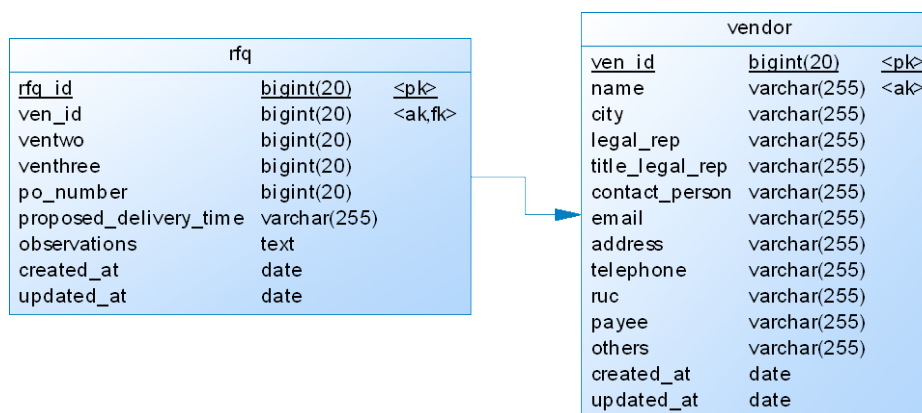 rfq
rfq_id bigint(20) <pk>
ven_id bigint(20) <ak,fk>
ventwo bigint(20)
venthree bigint(20)
po_number bigint(20)
proposed_delivery_time varchar(255)
observations text
created_at date
updated_at date
vendor
ven_id bigint(20) <pk>
name varchar(255) <ak>
city varchar(255)
legal_rep varchar(255)
title_legal_rep varchar(255)
contact_person varchar(255)
email varchar(255)
address varchar(255)
telephone varchar(255)
ruc varchar(255)
payee varchar(255)
others varchar(255)
created_at date
updated_at date